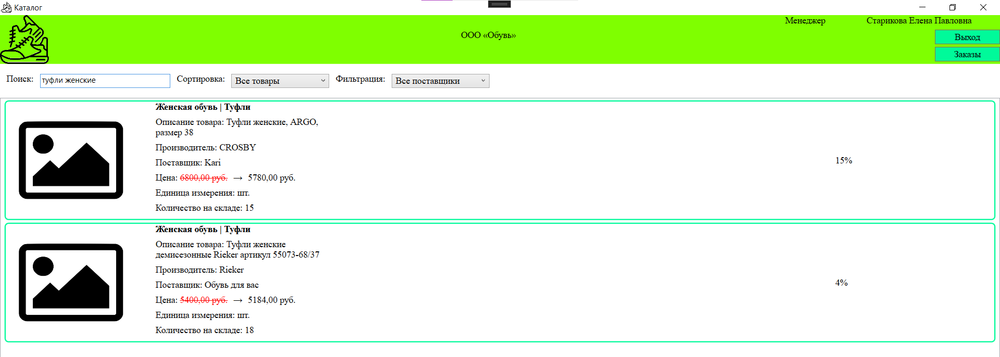 Каталог
Менеджер Старикова Елена Павловна
ООО «Обувь»
Выход
Заказы
Поиск: туфли женские Сортировка: Все товары Фильтрация: Все поставщики
Женская обувь | Туфли
Описание товара: Туфли женские, ARGO,
размер 38
Производитель: CROSBY
Поставщик: Kari
Цена: 6800,00 руб. → 5780,00 руб.
Единица измерения: шт.
Количество на складе: 15
15%
Женская обувь | Туфли
Описание товара: Туфли женские
демисезонные Rieker артикул 55073-68/37
Производитель: Rieker
Поставщик: Обувь для вас
Цена: 5400,00 руб. → 5184,00 руб.
Единица измерения: шт.
Количество на складе: 18
4%